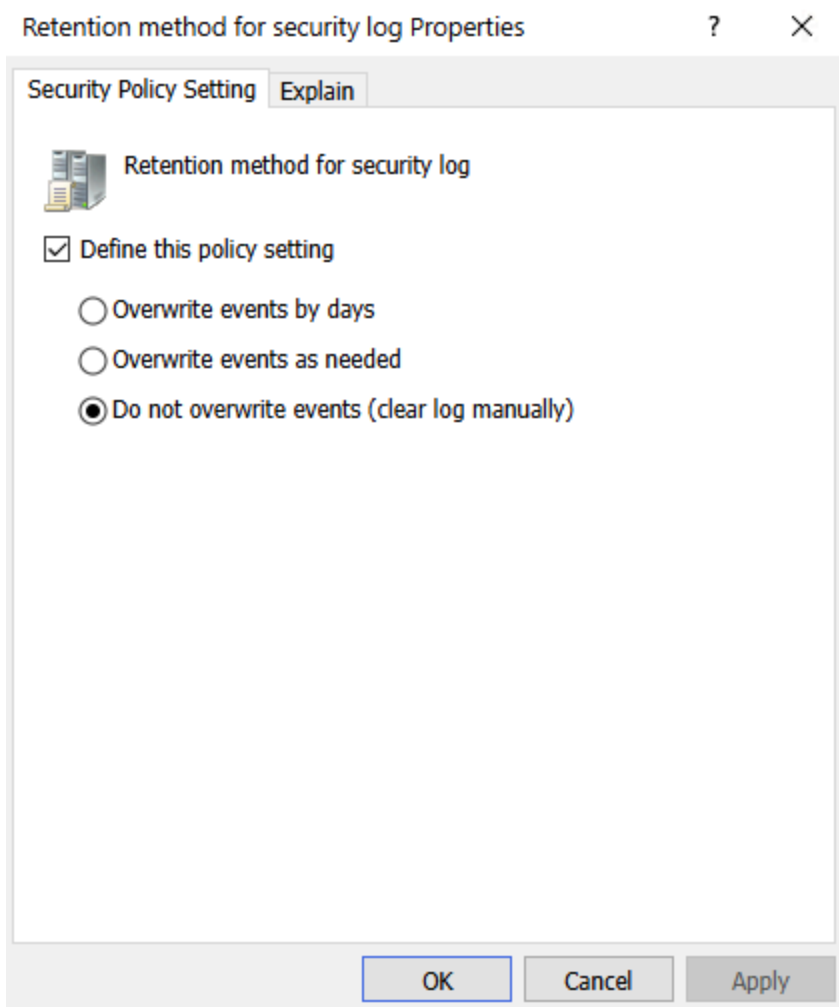 Retention method for security log Properties ?
Security Policy Setting Explain
Retention method for security log
Define this policy setting
Overwrite events by days
Overwrite events as needed
Do not overwrite events (clear log manually)
OK Cancel Apply